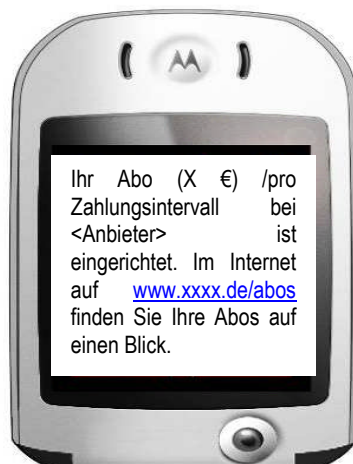 Ihr Abo (X €) /pro
Zahlungsintervall bei
<Anbieter> ist
eingerichtet. Im Internet
auf www.xxxx.de/abos
finden Sie Ihre Abos auf
einen Blick.